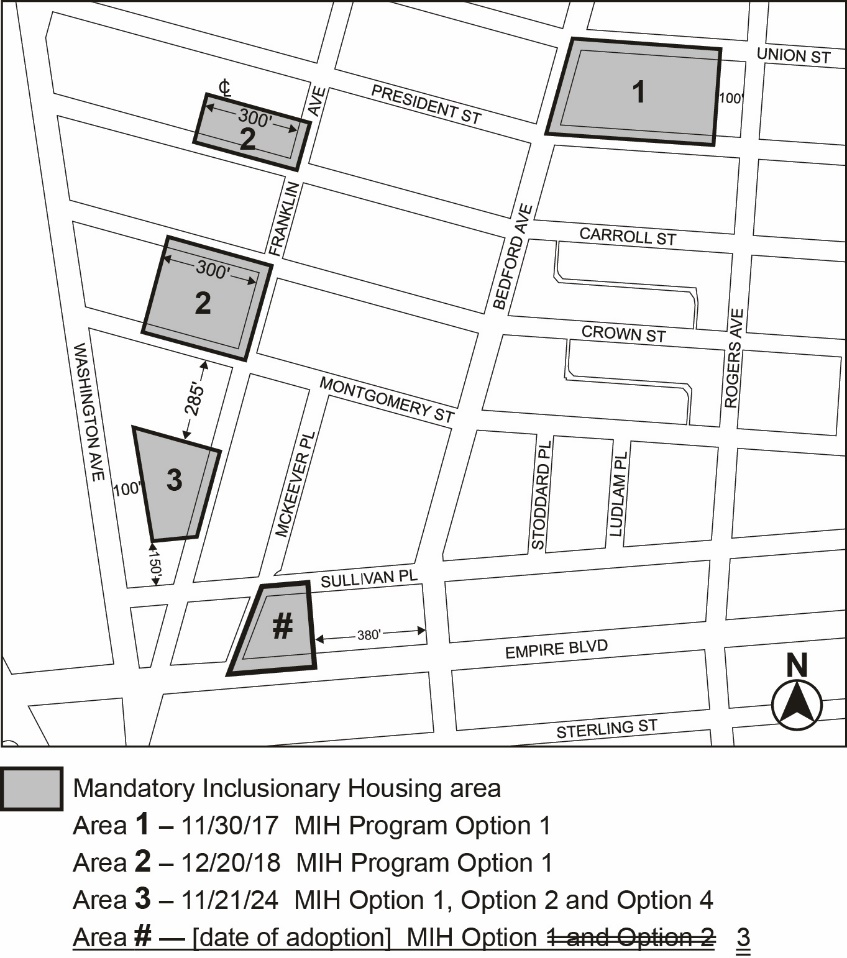 UNION ST
1
100'
℄
300'
2
AVE
PRESIDENT ST
FRANKLIN
BEDFORD AVE
CARROLL ST
300'
2
CROWN ST
ROGERS AVE
WASHINGTON AVE
285'
MONTGOMERY ST
MCKEEVER PL
STODDARD PL
LUDLAM PL
3
100'
150'
SULLIVAN PL
#
380'
EMPIRE BLVD
N
STERLING ST
Mandatory Inclusionary Housing area
Area 1 – 11/30/17 MIH Program Option 1
Area 2 – 12/20/18 MIH Program Option 1
Area 3 – 11/21/24 MIH Option 1, Option 2 and Option 4
Area # — [date of adoption] MIH Option 1 and Option 2 3